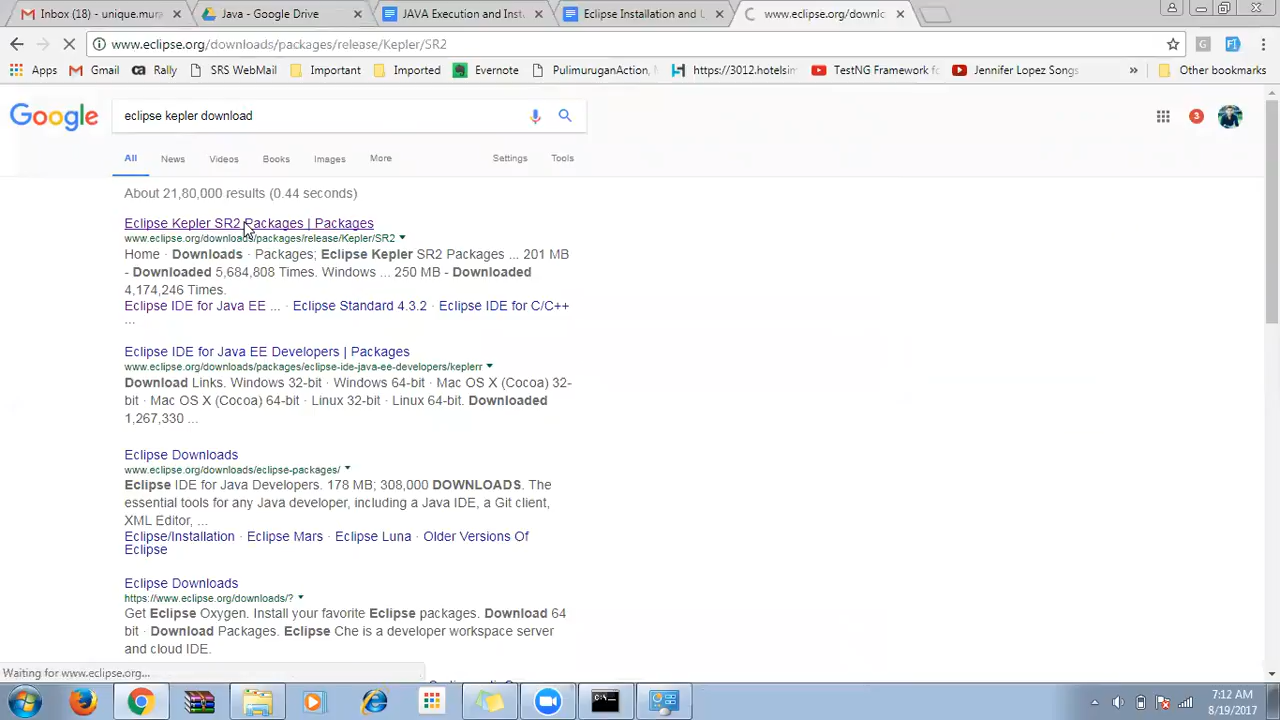 Inbox (18) - unique.mura
Java - Google Drive
JAVA Execution and Inst
Eclipse Installation and U
www.eclipse.org/downlo
www.eclipse.org/downloads/packages/release/Kepler/SR2
Apps
Gmail
Rally
SRS WebMail
Important
Imported
Evernote
PulimuruganAction,
https://3012.hotelsim
TestNG Framework fo
Jennifer Lopez Songs
»
Other bookmarks
Google
eclipse kepler download
3
All
News
Videos
Books
Images
More
Settings
Tools
About 21,80,000 results (0.44 seconds)
Eclipse Kepler SR2 Packages | Packages
www.eclipse.org/downloads/packages/release/Kepler/SR2
Home · Downloads · Packages; Eclipse Kepler SR2 Packages ... 201 MB
- Downloaded 5,684,808 Times. Windows ... 250 MB - Downloaded
4,174,246 Times.
Eclipse IDE for Java EE ... · Eclipse Standard 4.3.2 · Eclipse IDE for C/C++
...
Eclipse IDE for Java EE Developers | Packages
www.eclipse.org/downloads/packages/eclipse-ide-java-ee-developers/keplerr
Download Links. Windows 32-bit · Windows 64-bit · Mac OS X (Cocoa) 32-
bit · Mac OS X (Cocoa) 64-bit · Linux 32-bit · Linux 64-bit. Downloaded
1,267,330 ...
Eclipse Downloads
www.eclipse.org/downloads/eclipse-packages/
Eclipse IDE for Java Developers. 178 MB; 308,000 DOWNLOADS. The
essential tools for any Java developer, including a Java IDE, a Git client,
XML Editor, ...
Eclipse/Installation · Eclipse Mars · Eclipse Luna · Older Versions Of
Eclipse
Eclipse Downloads
https://www.eclipse.org/downloads/?
Get Eclipse Oxygen. Install your favorite Eclipse packages. Download 64
bit · Download Packages. Eclipse Che is a developer workspace server
and cloud IDE.
Waiting for www.eclipse.org...
7:12 AM
8/19/2017